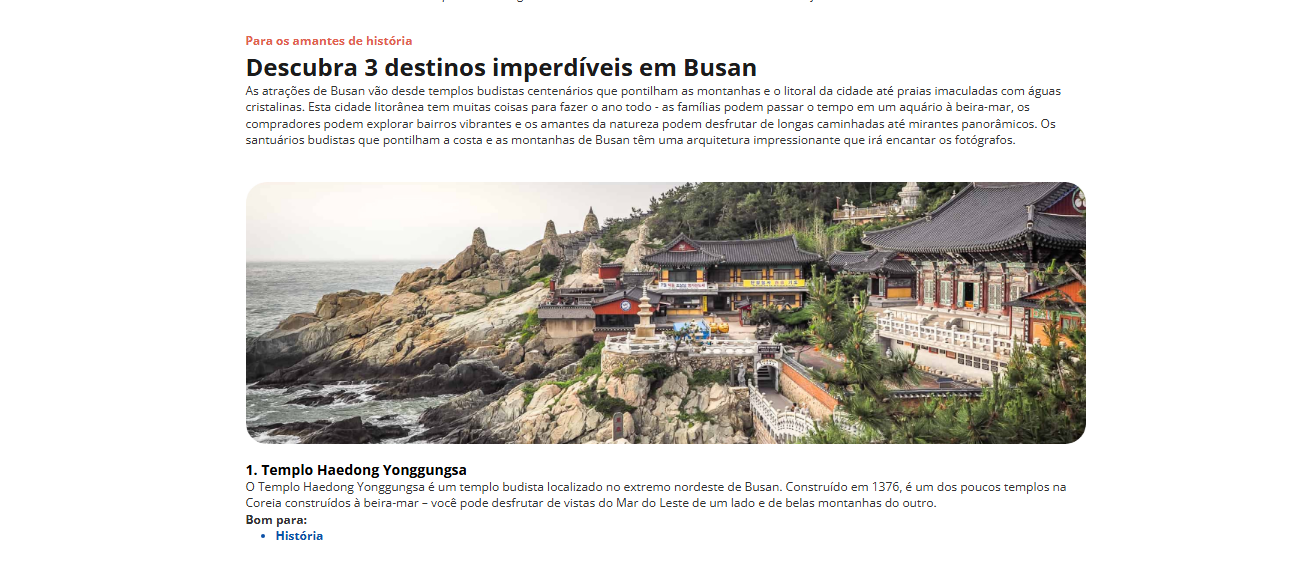 Para os amantes de história
Descubra 3 destinos imperdíveis em Busan
As atrações de Busan vão desde templos budistas centenários que pontilham as montanhas e o litoral da cidade até praias imaculadas com águas
cristalinas. Esta cidade litorânea tem muitas coisas para fazer o ano todo - as famílias podem passar o tempo em um aquário à beira-mar, os
compradores podem explorar bairros vibrantes e os amantes da natureza podem desfrutar de longas caminhadas até mirantes panorâmicos. Os
santuários budistas que pontilham a costa e as montanhas de Busan têm uma arquitetura impressionante que irá encantar os fotógrafos.
1. Templo Haedong Yonggungsa
O Templo Haedong Yonggungsa é um templo budista localizado no extremo nordeste de Busan. Construído em 1376, é um dos poucos templos na
Coreia construídos à beira-mar – você pode desfrutar de vistas do Mar do Leste de um lado e de belas montanhas do outro.
Bom para:
• História